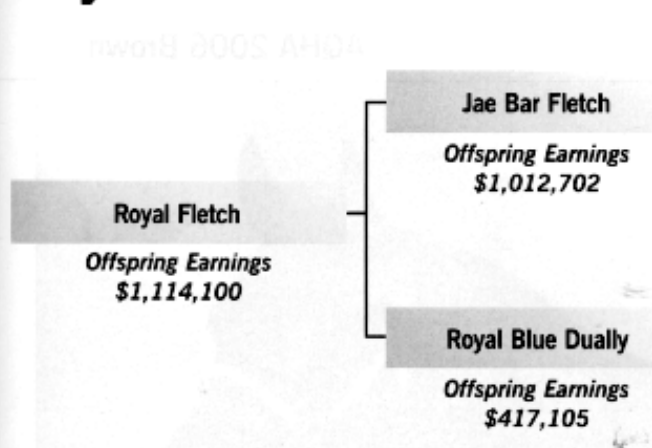 Jae Bar Fletch
Offspring Earnings
$1,012,702
Royal Fletch
Offspring Earnings
$1,114,100
Royal Blue Dually
Offspring Earnings
$417,105